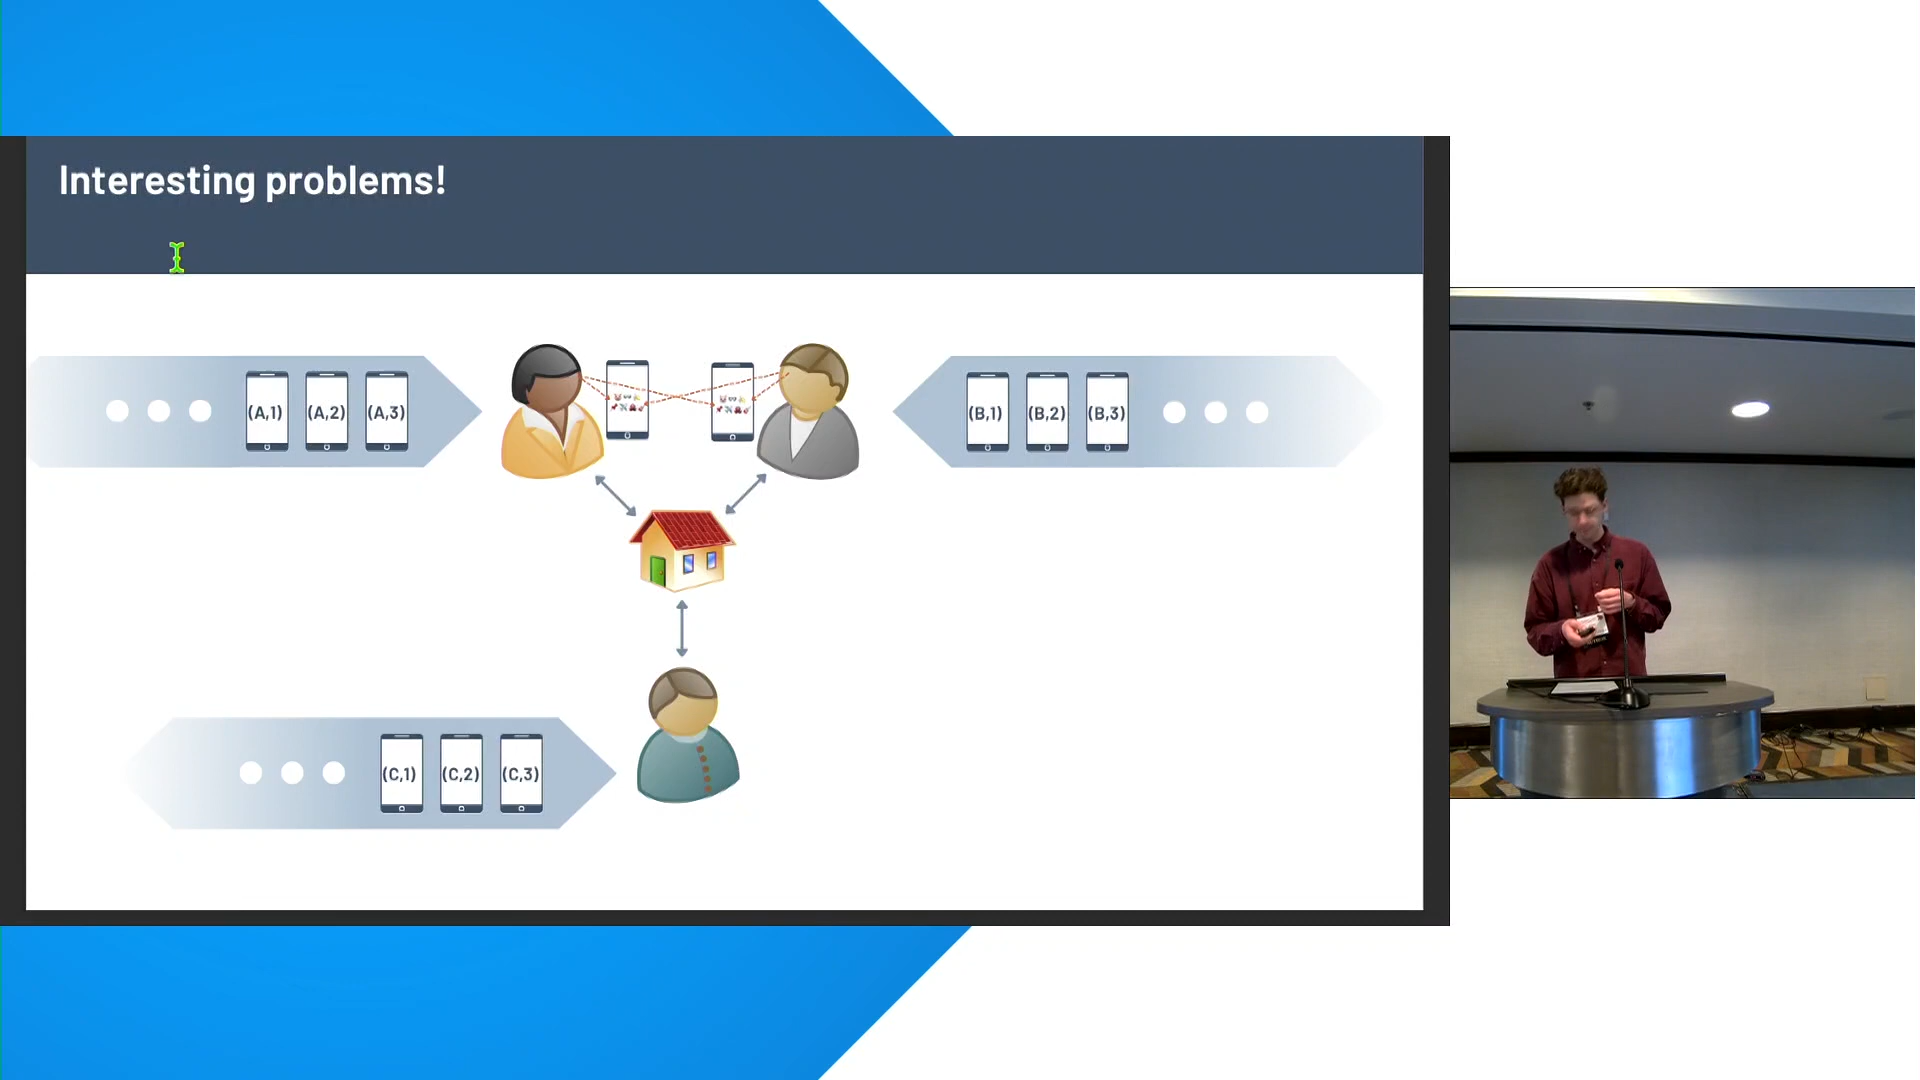 Interesting problems!
(A,1) (A,2) (A,3)
(B,1) (B,2) (B,3)
(C,1) (C,2) (C,3)